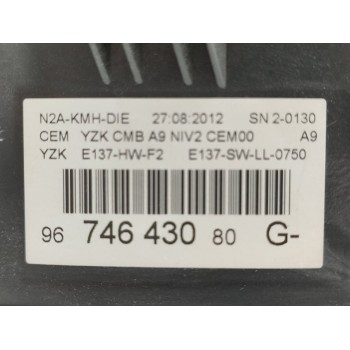 N2A-KMH-DIE 27:08:2012 SN 2-0130
CEM YZK CMB A9 NIV2 CEM00 A9
YZK E137-HW-F2 E137-SW-LL-0750
96 746 430 80 G-